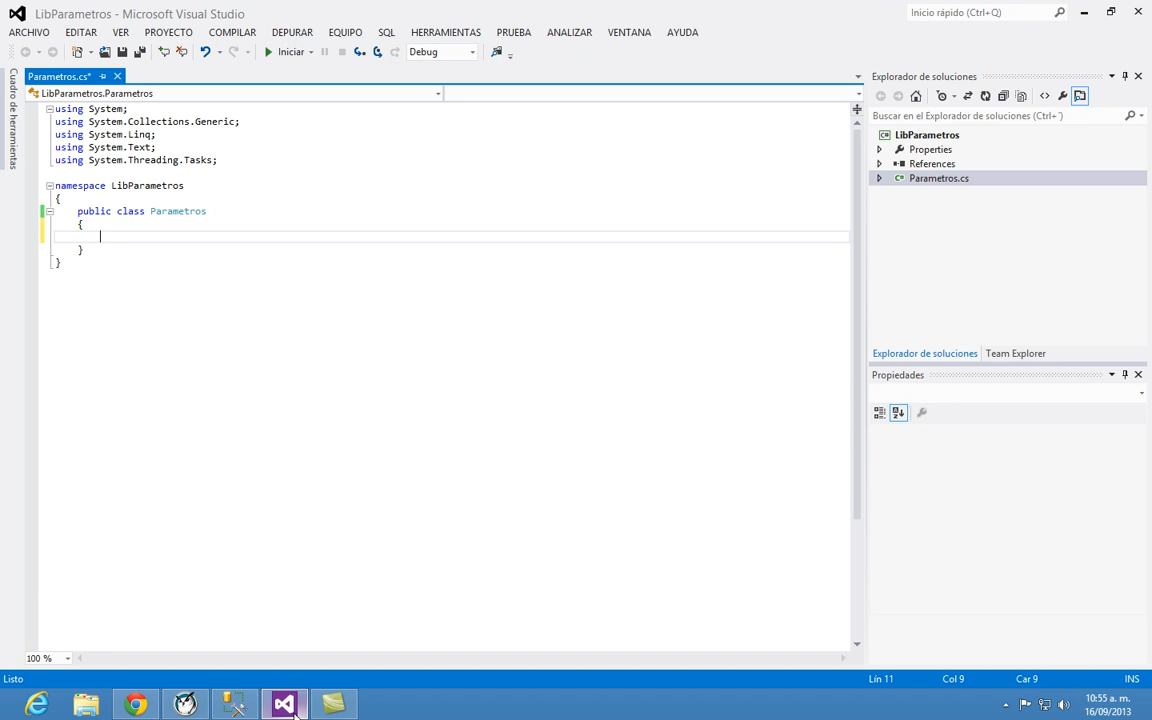 LibParametros - Microsoft Visual Studio
Inicio rápido (Ctrl+Q)
ARCHIVO EDITAR VER PROYECTO COMPILAR DEPURAR EQUIPO SQL HERRAMIENTAS PRUEBA ANALIZAR VENTANA AYUDA
Iniciar Debug
Cuadro de herramientas
Parametros.cs*
LibParametros.Parametros
using System;
using System.Collections.Generic;
using System.Linq;
using System.Text;
using System.Threading.Tasks;
namespace LibParametros
{
public class Parametros
{
}
}
100 %
Explorador de soluciones
Buscar en el Explorador de soluciones (Ctrl+´)
LibParametros
Properties
References
Parametros.cs
Explorador de soluciones Team Explorer
Propiedades
Listo Lín 11 Col 9 Car 9 INS
10:55 a. m.
16/09/2013